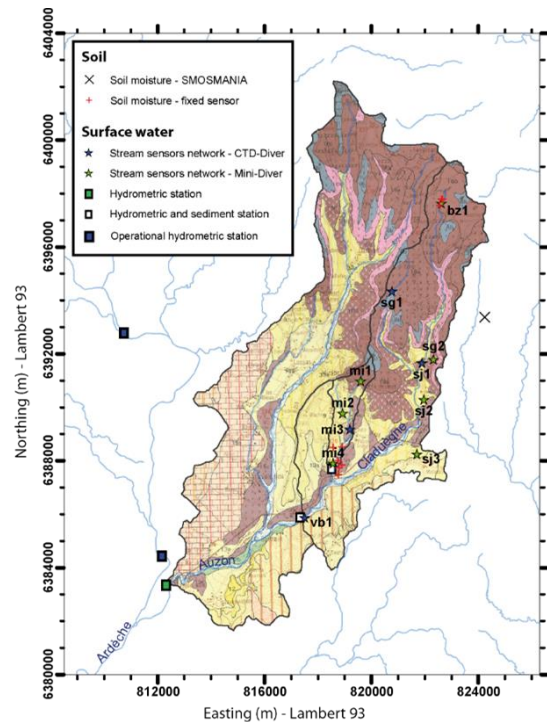 6404000
6400000
6396000
6392000
6388000
6384000
6380000
Northing (m) - Lambert 93
Soil
Soil moisture - SMOSMANIA
Soil moisture - fixed sensor
Surface water
Stream sensors network - CTD-Diver
Stream sensors network - Mini-Diver
Hydrometric station
Hydrometric and sediment station
Operational hydrometric station
bz1
sg1
sg2
sj1
mi1
sj2
mi2
mi3
mi4
sj3
Claduègne
vb1
Auzon
Ardèche
812000 816000 820000 824000
Easting (m) - Lambert 93